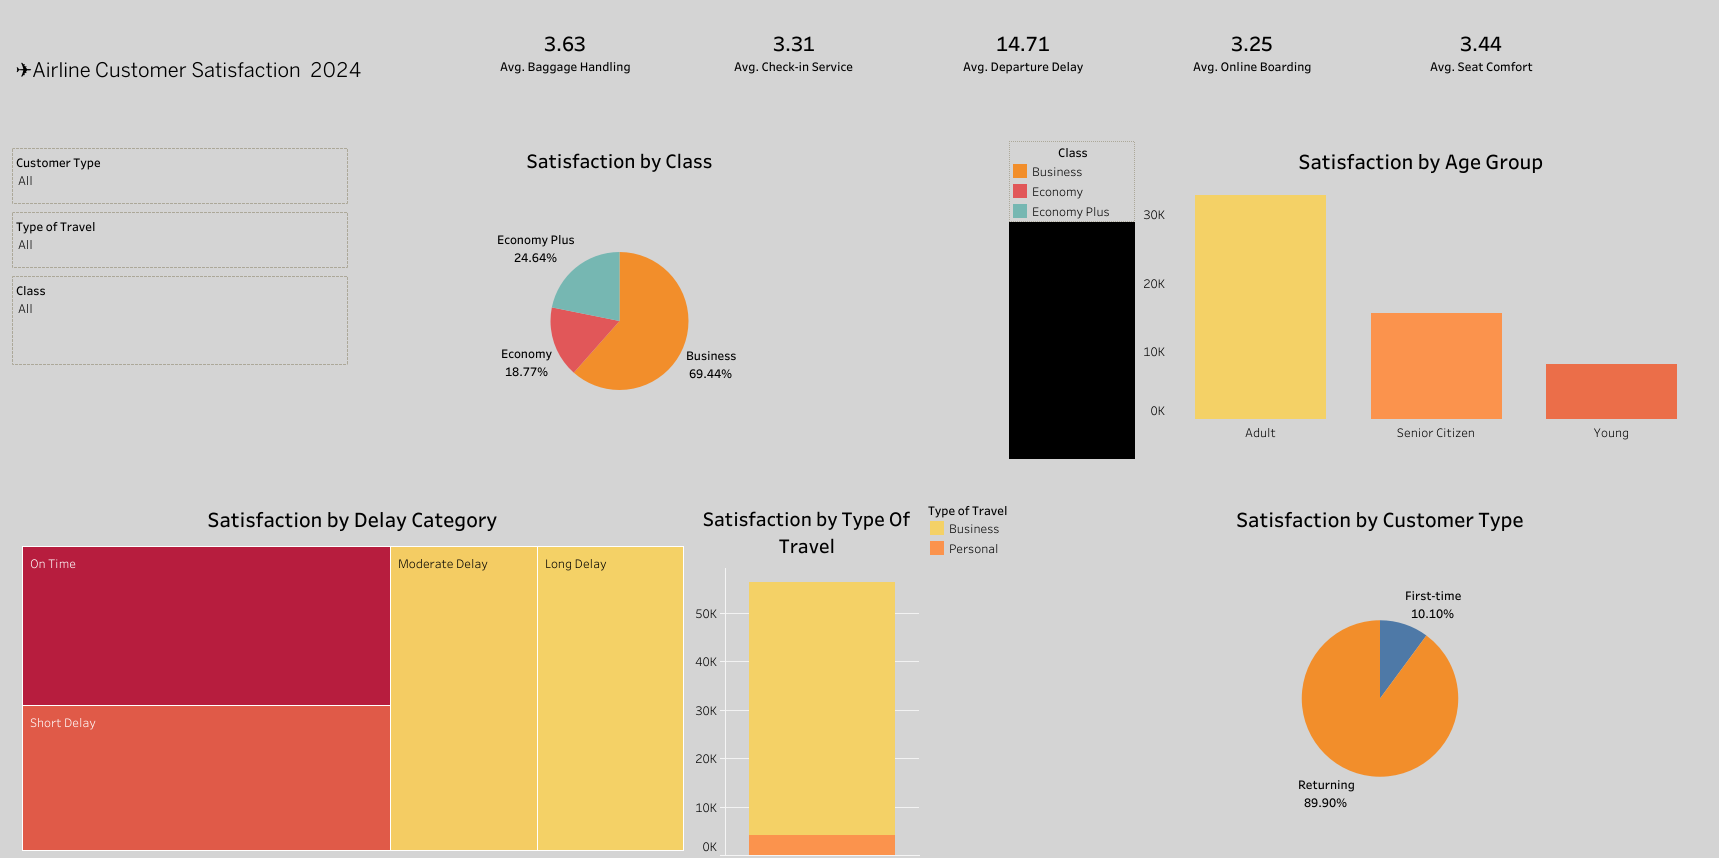 ✈Airline Customer Satisfaction 2024
3.63
Avg. Baggage Handling
3.31
Avg. Check-in Service
14.71
Avg. Departure Delay
3.25
Avg. Online Boarding
3.44
Avg. Seat Comfort
Customer Type
All
Type of Travel
All
Class
All
Satisfaction by Class
Economy Plus
24.64%
Economy
18.77%
Business
69.44%
Class
Business
Economy
Economy Plus
Satisfaction by Age Group
30K
20K
10K
0K
Adult
Senior Citizen
Young
Satisfaction by Delay Category
On Time
Short Delay
Moderate Delay
Long Delay
Satisfaction by Type Of
Travel
50K
40K
30K
20K
10K
0K
Type of Travel
Business
Personal
Satisfaction by Customer Type
First-time
10.10%
Returning
89.90%